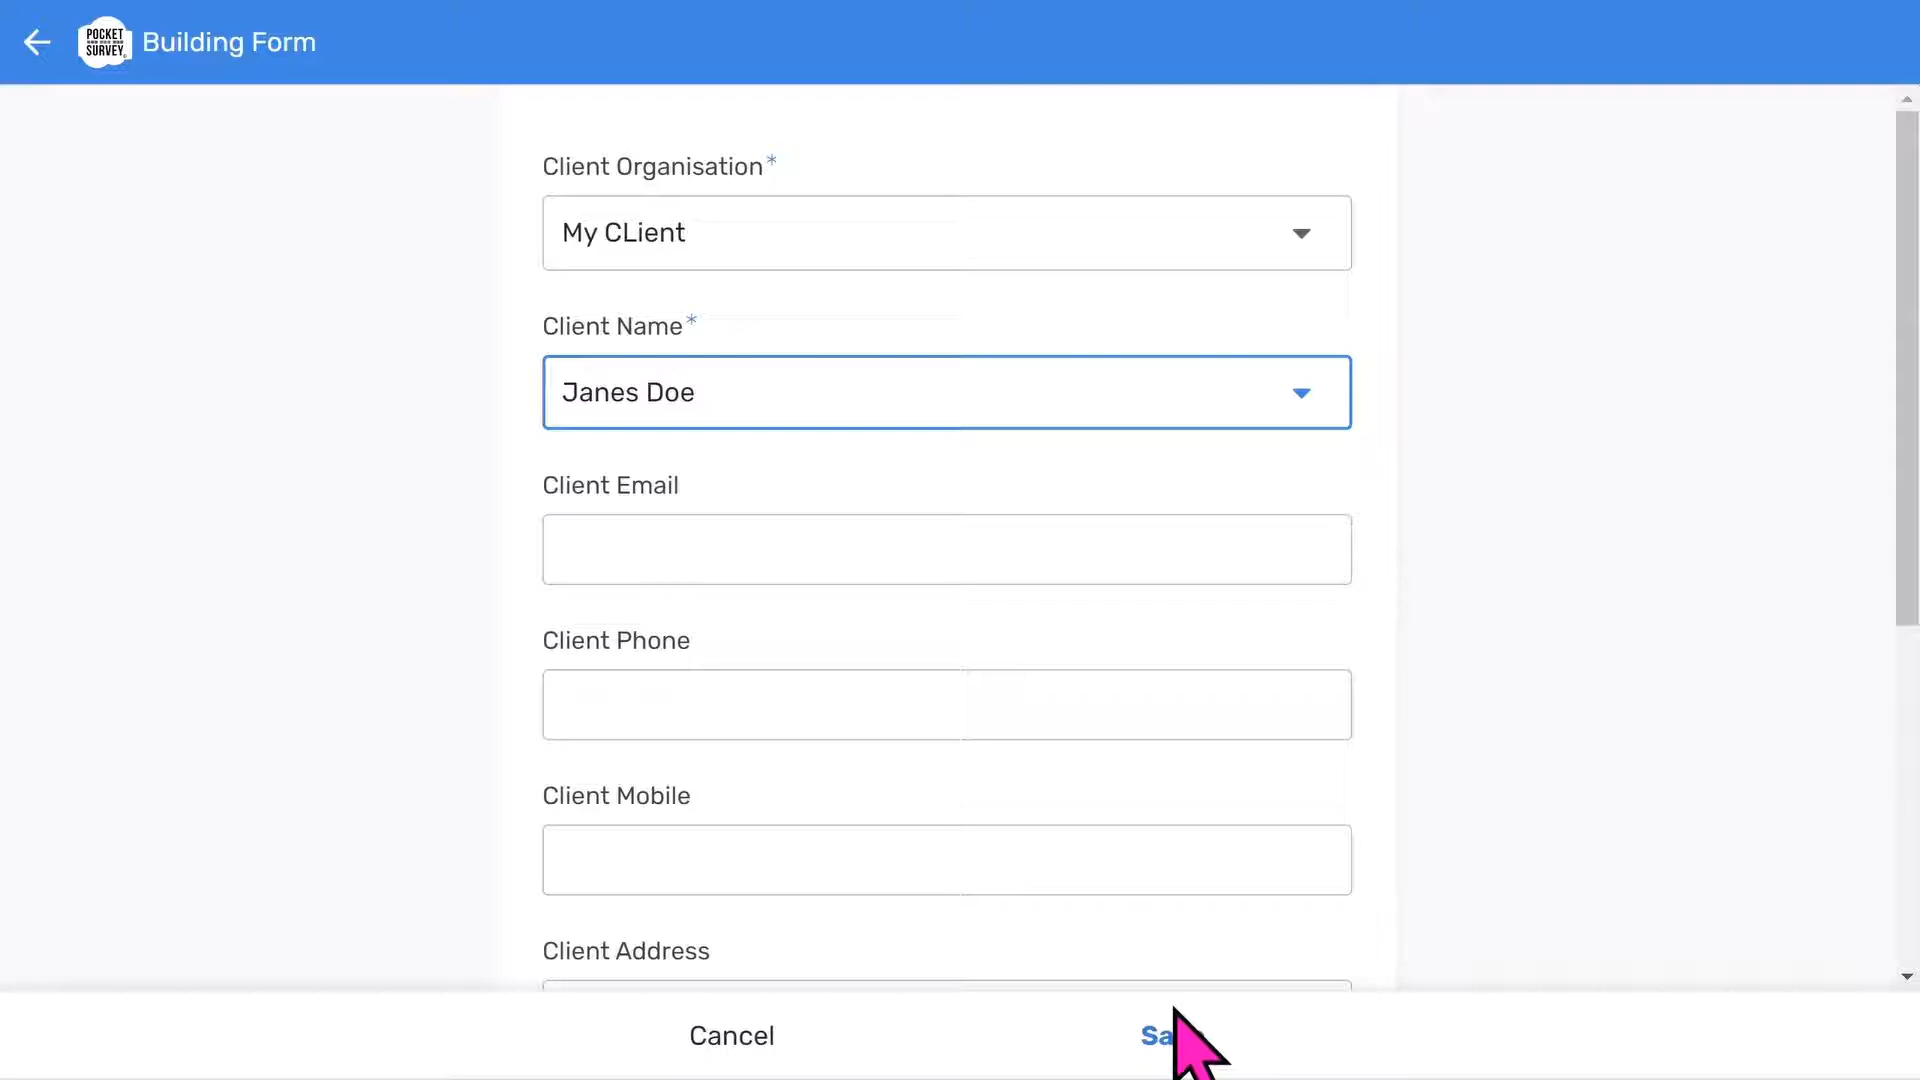 POCKET
SURVEY
Building Form
Client Organisation*
My CLient
Client Name*
Janes Doe
Client Email
Client Phone
Client Mobile
Client Address
Cancel